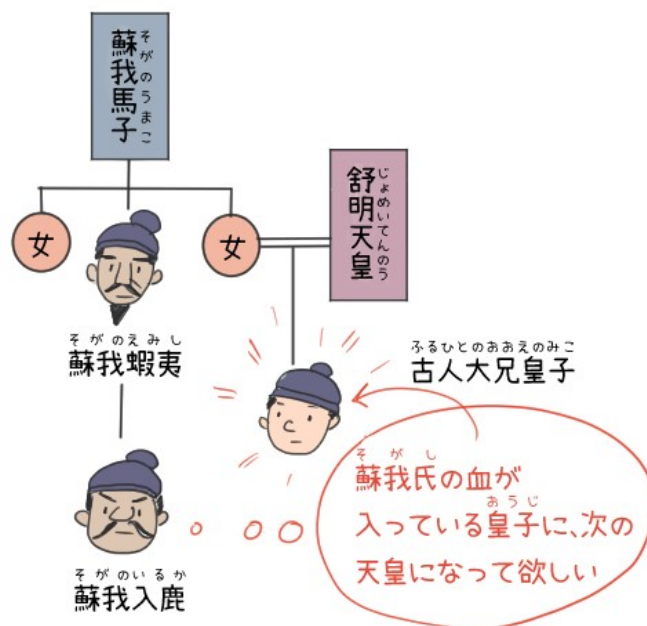 蘇我馬子
そがのうまこ
舒明天皇
じょめいてんのう
女
女
そがのえみし
蘇我蝦夷
ふるひとのおおえのみこ
古人大兄皇子
そがし
蘇我氏の血が
おうじ
入っている皇子に、次の
天皇になって欲しい
そがのいるか
蘇我入鹿